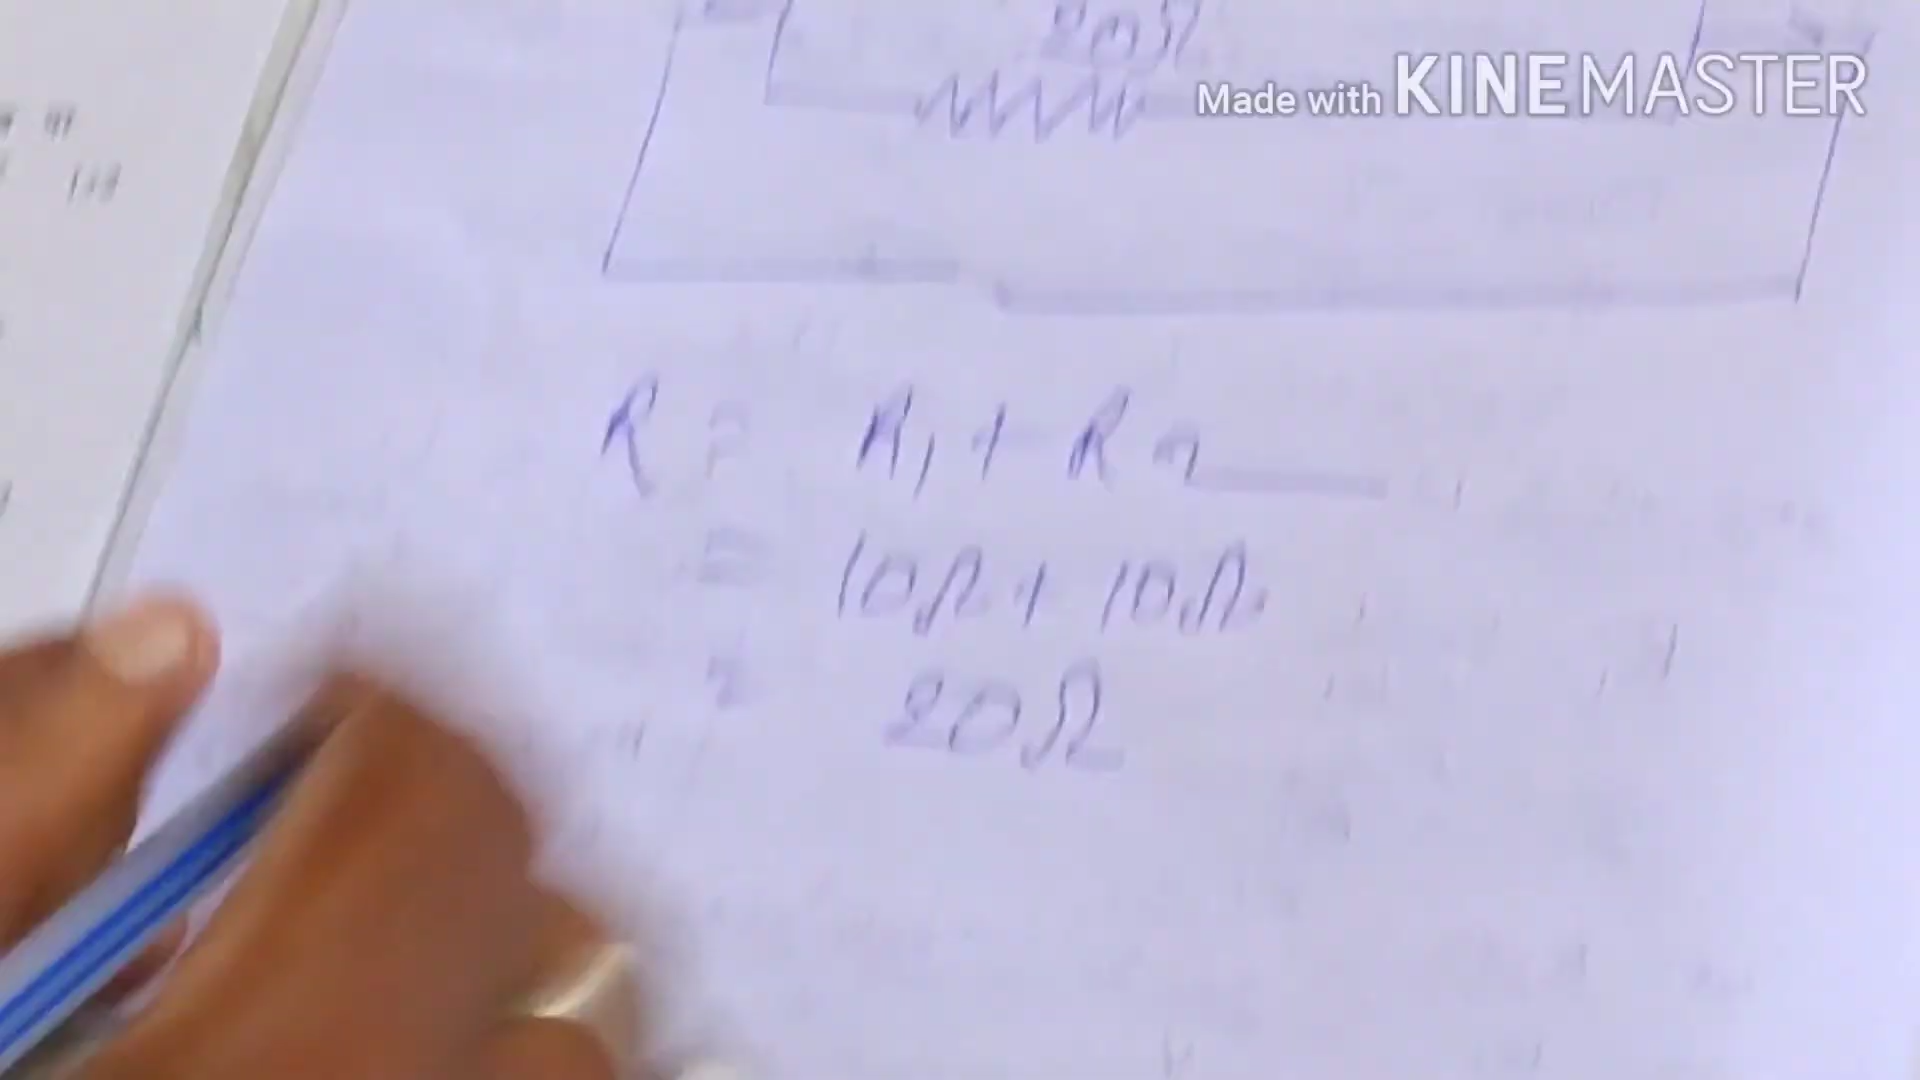 20Ω
Made with KINEMASTER
R = R₁ + R₂
= 10Ω + 10Ω
= 20Ω